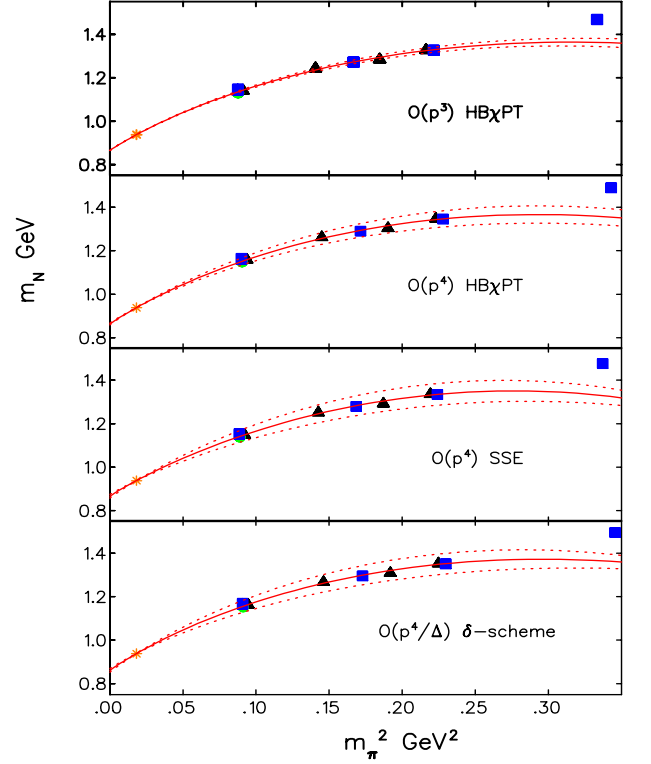 1.4
1.2
1.0
0.8
O(p³) HBχPT
1.4
1.2
1.0
0.8
O(p⁴) HBχPT
m_N GeV
1.4
1.2
1.0
0.8
O(p⁴) SSE
1.4
1.2
1.0
0.8
O(p⁴/Δ) δ−scheme
.00 .05 .10 .15 .20 .25 .30
m_π² GeV²